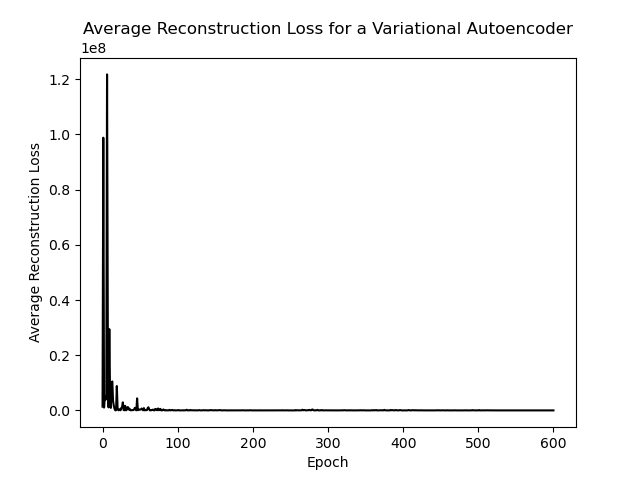 Average Reconstruction Loss for a Variational Autoencoder
1e8
1.2
1.0
0.8
0.6
0.4
0.2
0.0
Average Reconstruction Loss
0 100 200 300 400 500 600
Epoch